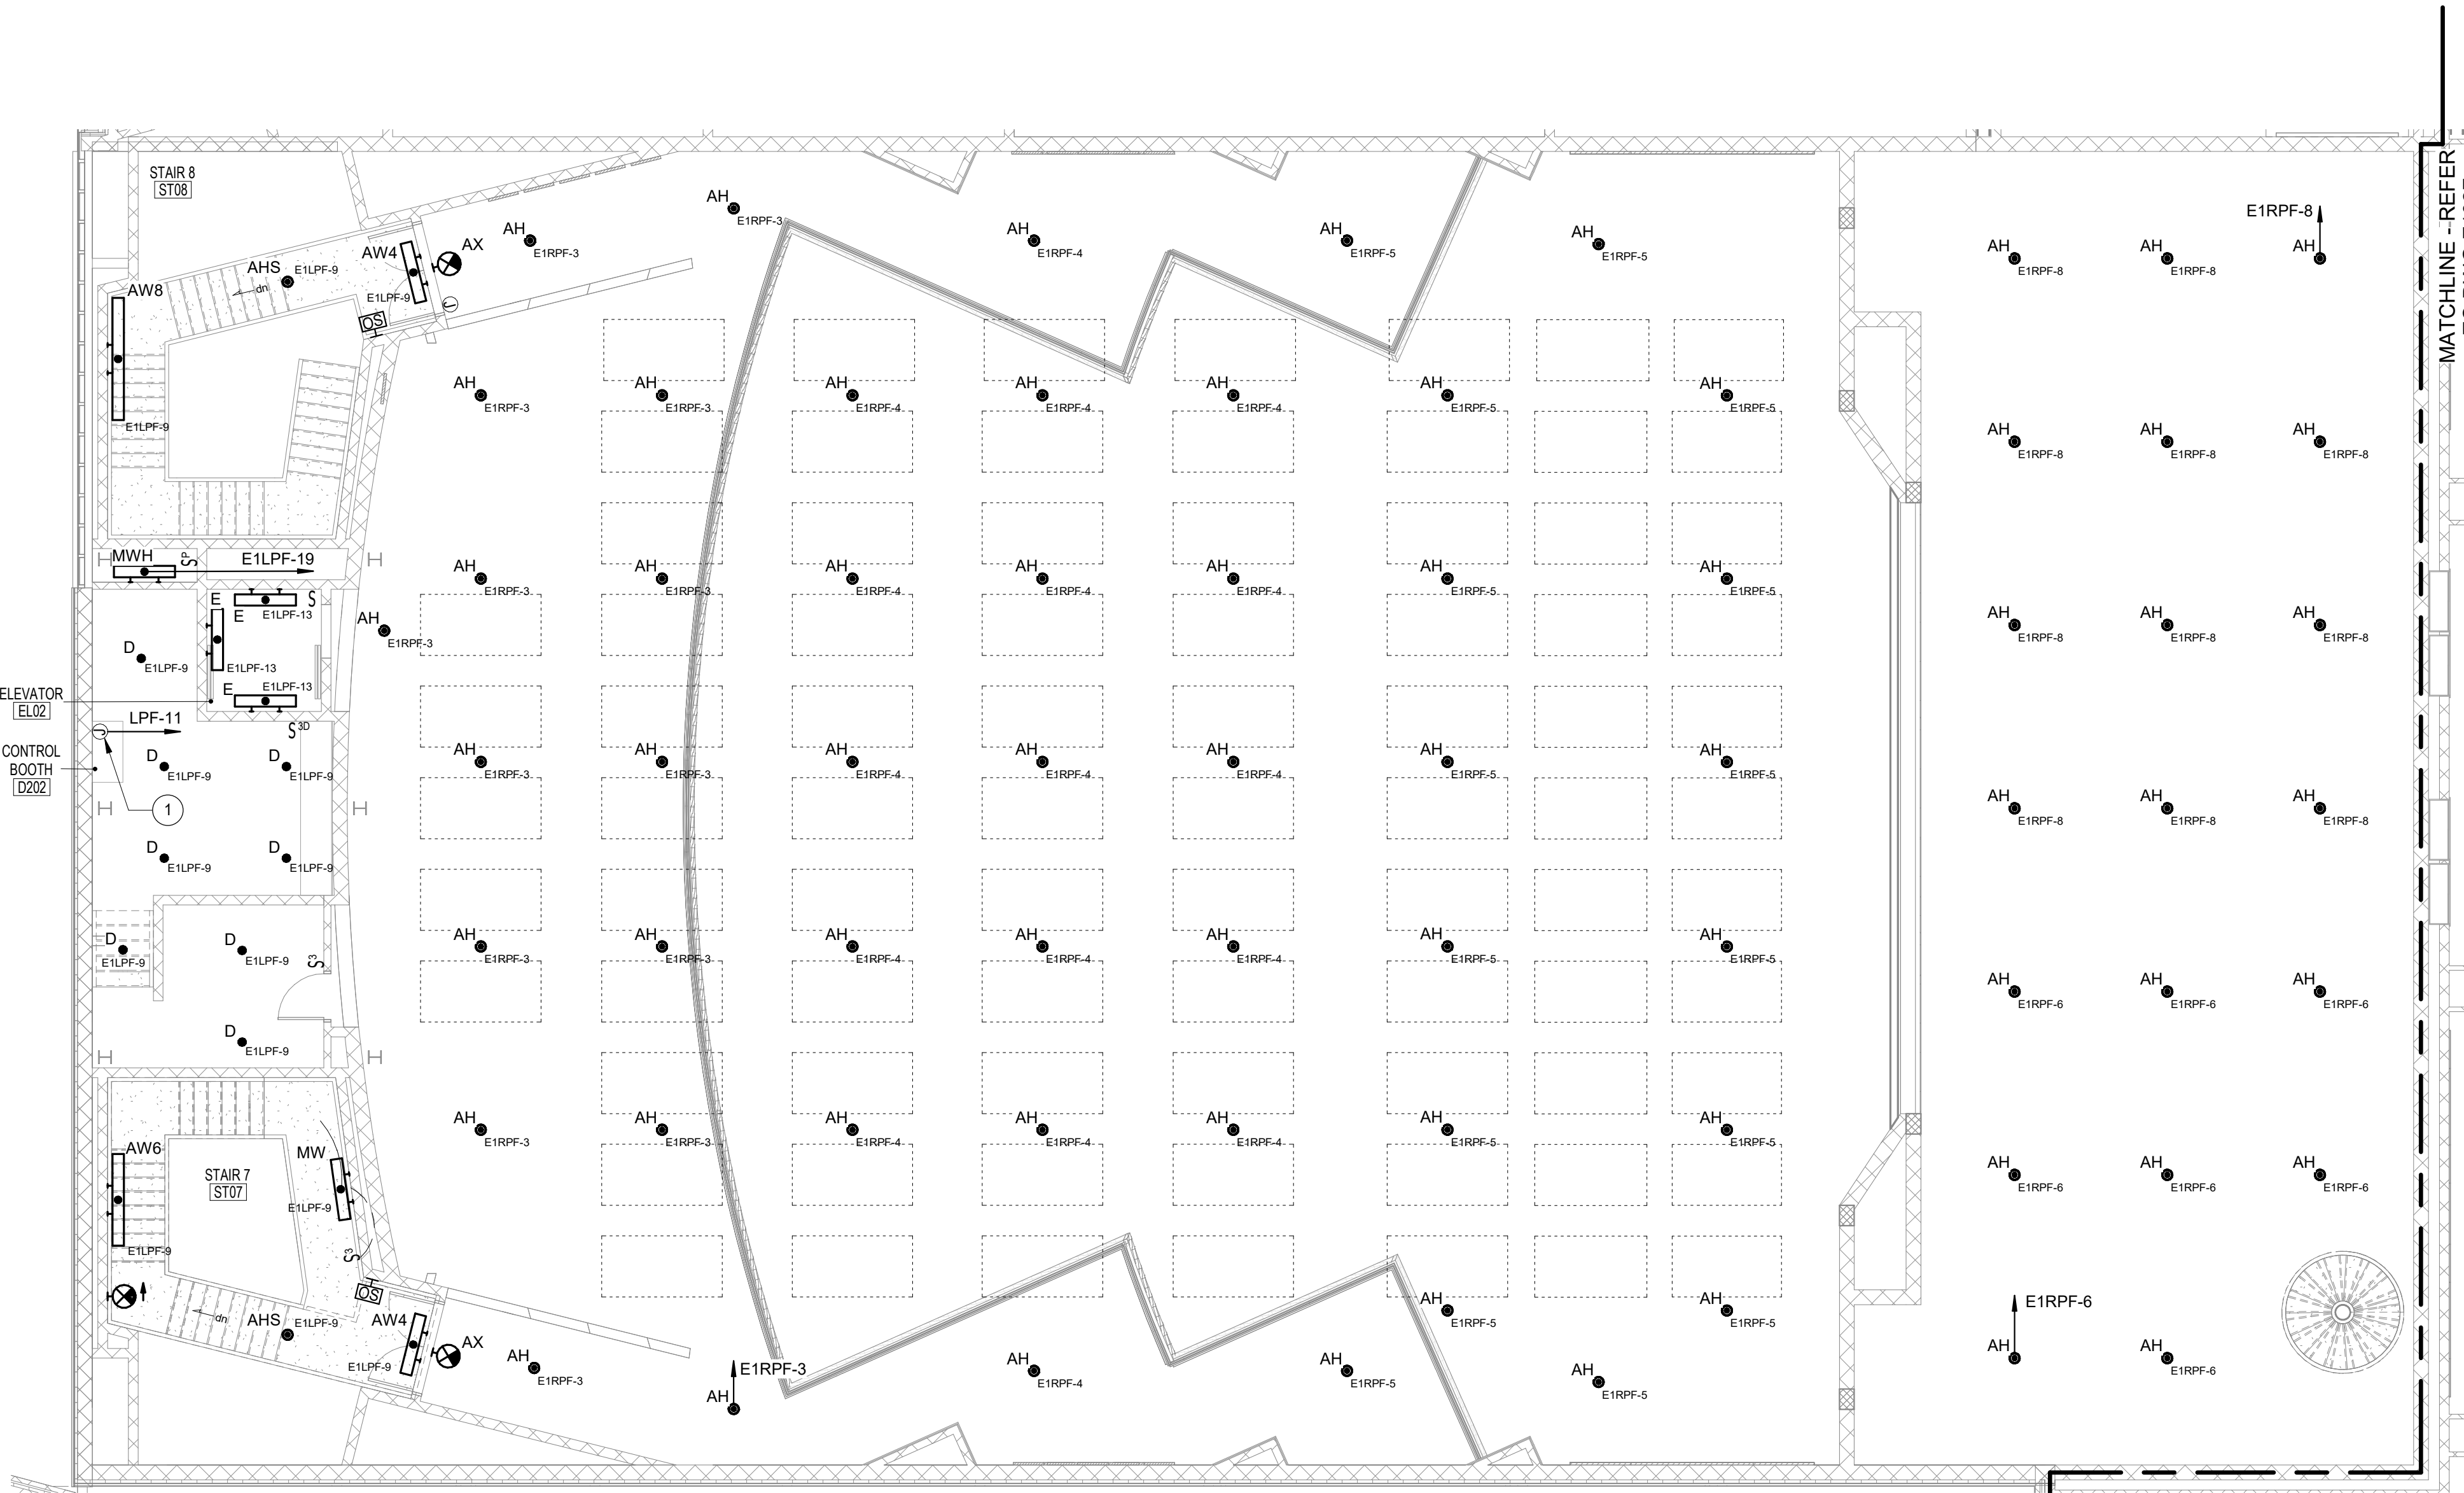 MATCHLINE - REFER
STAIR 8
ST08
AH
E1RPF-3
AH
E1RPF-3
AH
E1RPF-4
AH
E1RPF-5
AH
E1RPF-5
E1RPF-8
AH
E1RPF-8
AH
E1RPF-8
AH
AW4
AX
E1LPF-9
J
OS
AHS
E1LPF-9
dn
AW8
E1LPF-9
AH
E1RPF-3
AH
E1RPF-3
AH
E1RPF-4
AH
E1RPF-4
AH
E1RPF-4
AH
E1RPF-5
AH
E1RPF-5
AH
E1RPF-8
AH
E1RPF-8
AH
E1RPF-8
MWH
SP
E1LPF-19
AH
E1RPF-3
AH
E1RPF-3
AH
E1RPF-4
AH
E1RPF-4
AH
E1RPF-4
AH
E1RPF-5
AH
E1RPF-5
E
E
E1LPF-13
S
E1LPF-13
E
E1LPF-13
AH
E1RPF-3
AH
E1RPF-8
AH
E1RPF-8
AH
E1RPF-8
D
E1LPF-9
ELEVATOR
EL02
J
LPF-11
S3D
CONTROL
BOOTH
D202
D
E1LPF-9
D
E1LPF-9
1
AH
E1RPF-3
AH
E1RPF-3
AH
E1RPF-4
AH
E1RPF-4
AH
E1RPF-4
AH
E1RPF-5
AH
E1RPF-5
AH
E1RPF-8
AH
E1RPF-8
AH
E1RPF-8
D
E1LPF-9
D
E1LPF-9
D
E1LPF-9
D
E1LPF-9
S3
AH
E1RPF-3
AH
E1RPF-3
AH
E1RPF-4
AH
E1RPF-4
AH
E1RPF-4
AH
E1RPF-5
AH
E1RPF-5
AH
E1RPF-6
AH
E1RPF-6
AH
E1RPF-6
D
E1LPF-9
AW6
E1LPF-9
STAIR 7
ST07
MW
E1LPF-9
S3
AH
E1RPF-3
AH
E1RPF-3
AH
E1RPF-4
AH
E1RPF-4
AH
E1RPF-4
AH
E1RPF-5
AH
E1RPF-5
AH
E1RPF-6
AH
E1RPF-6
AH
E1RPF-6
OS
dn
AHS
E1LPF-9
AW4
E1LPF-9
AX
AH
E1RPF-5
AH
E1RPF-5
E1RPF-6
AH
E1RPF-3
E1RPF-3
AH
AH
E1RPF-4
AH
E1RPF-5
AH
E1RPF-5
AH
AH
E1RPF-6